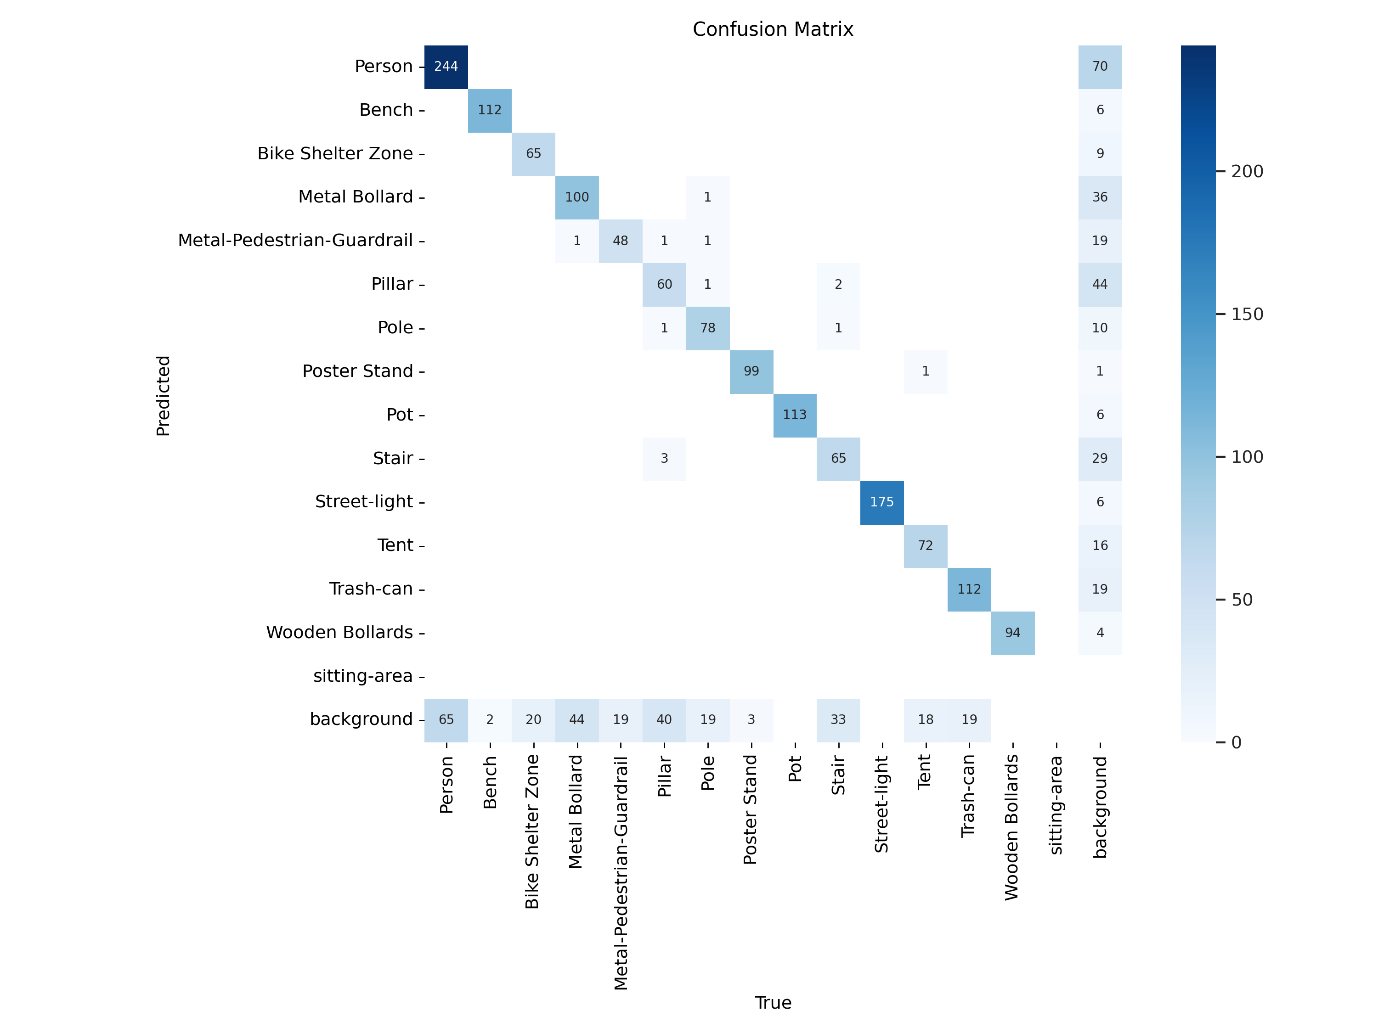 Confusion Matrix
Person 244 70
Bench 112 6
Bike Shelter Zone 65 9
Metal Bollard 100 1 36
Metal-Pedestrian-Guardrail 1 48 1 1 19
Pillar 60 1 2 44
Pole 1 78 1 10
Poster Stand 99 1 1
Pot 113 6
Stair 3 65 29
Street-light 175 6
Tent 72 16
Trash-can 112 19
Wooden Bollards 94 4
sitting-area
background 65 2 20 44 19 40 19 3 33 18 19
Predicted
Person
Bench
Bike Shelter Zone
Metal Bollard
Metal-Pedestrian-Guardrail
Pillar
Pole
Poster Stand
Pot
Stair
Street-light
Tent
Trash-can
Wooden Bollards
sitting-area
background
True
200
150
100
50
0